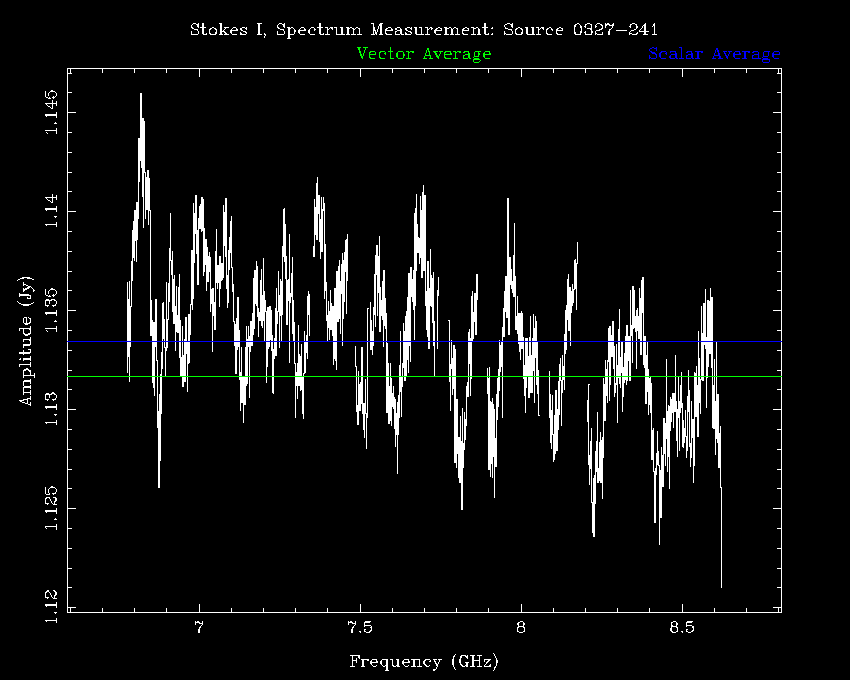 Stokes I, Spectrum Measurement: Source 0327-241
Vector Average Scalar Average
1.145
1.14
1.135
1.13
1.125
1.12
Amplitude (Jy)
7 7.5 8 8.5
Frequency (GHz)